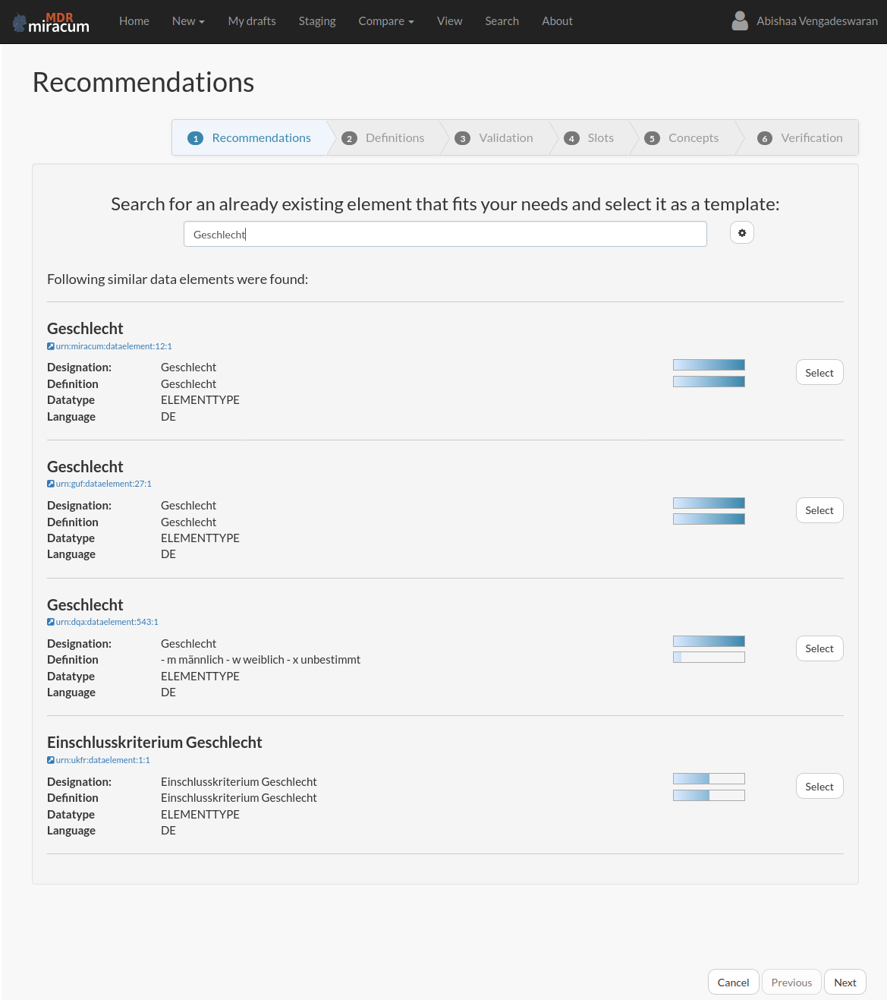 MDR
miracum
Home New My drafts Staging Compare View Search About Abishaa Vengadeswaran
Recommendations
1 Recommendations 2 Definitions 3 Validation 4 Slots 5 Concepts 6 Verification
Search for an already existing element that fits your needs and select it as a template:
Geschlecht
Following similar data elements were found:
Geschlecht
urn:miracum:dataelement:12:1
Designation: Geschlecht
Select
Definition Geschlecht
Datatype ELEMENTTYPE
Language DE
Geschlecht
urn:guf:dataelement:27:1
Designation: Geschlecht
Select
Definition Geschlecht
Datatype ELEMENTTYPE
Language DE
Geschlecht
urn:dqa:dataelement:543:1
Designation: Geschlecht
Select
Definition - m männlich - w weiblich - x unbestimmt
Datatype ELEMENTTYPE
Language DE
Einschlusskriterium Geschlecht
urn:ukfr:dataelement:1:1
Designation: Einschlusskriterium Geschlecht
Select
Definition Einschlusskriterium Geschlecht
Datatype ELEMENTTYPE
Language DE
Cancel Previous Next